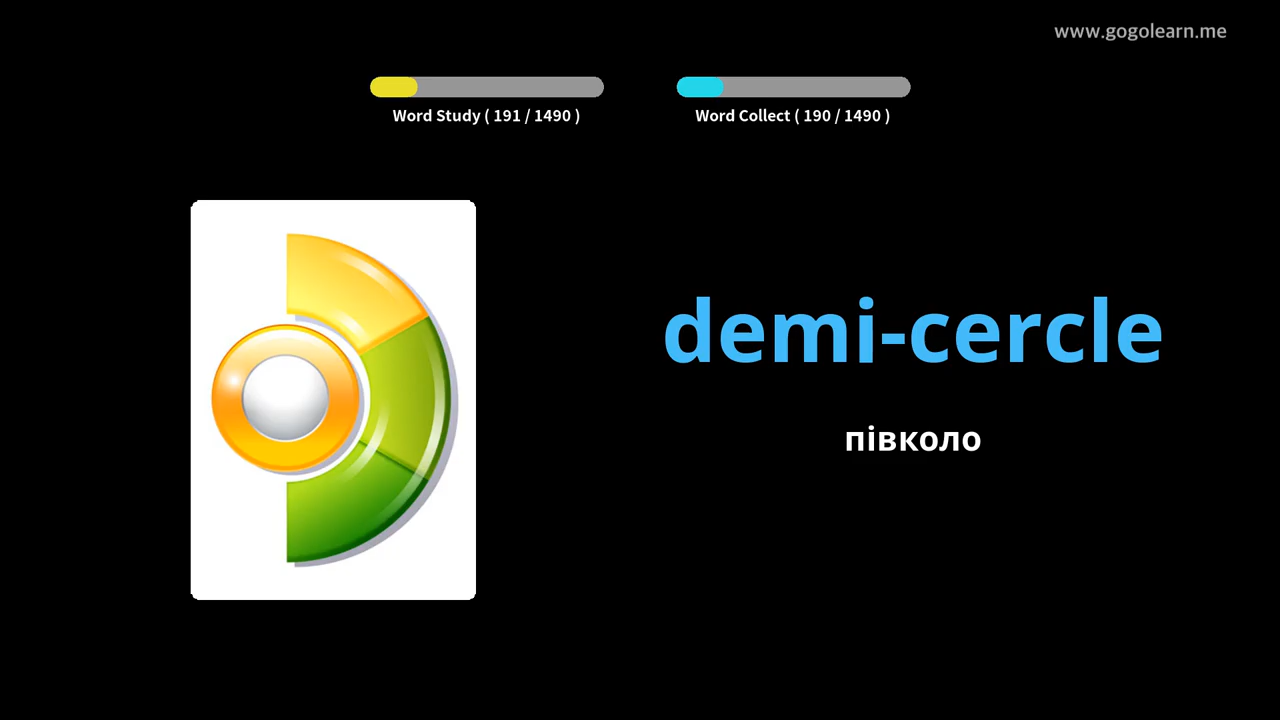 www.gogolearn.me
Word Study ( 191 / 1490 )
Word Collect ( 190 / 1490 )
demi-cercle
півколо